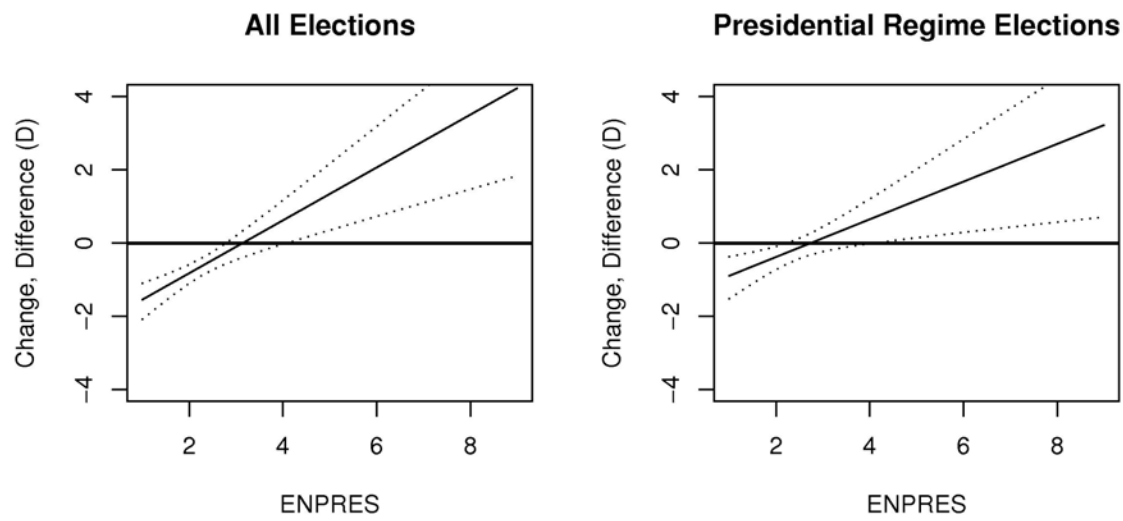 All Elections
Change, Difference (D)
4
2
0
−2
−4
2 4 6 8
ENPRES
Presidential Regime Elections
Change, Difference (D)
4
2
0
−2
−4
2 4 6 8
ENPRES